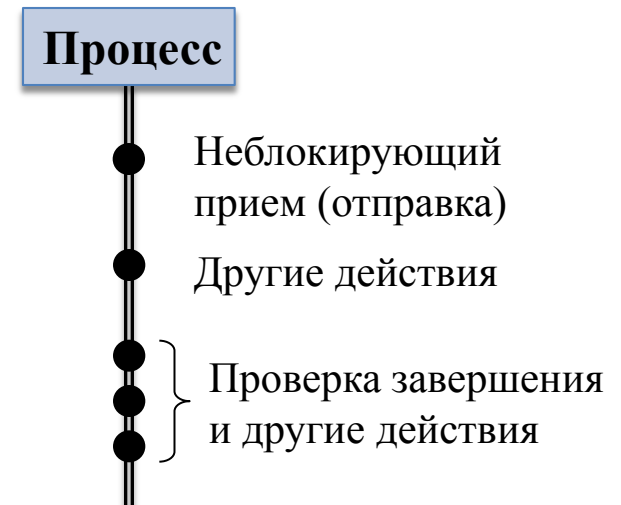 Процесс
Неблокирующий
прием (отправка)
Другие действия
Проверка завершения
и другие действия